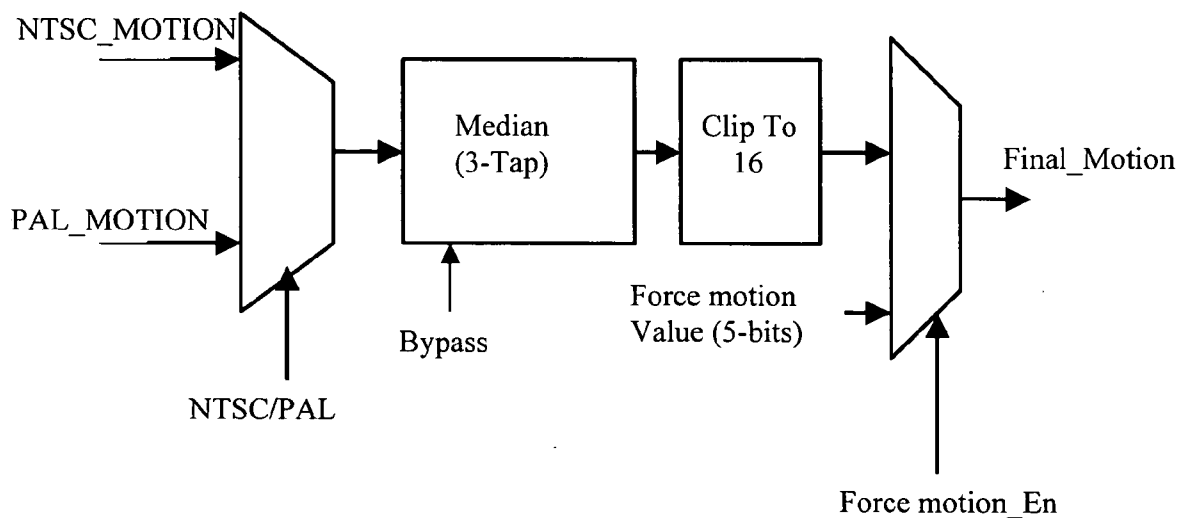 NTSC_MOTION
PAL_MOTION
NTSC/PAL
Median
(3-Tap)
Bypass
Clip To
16
Force motion
Value (5-bits)
Final_Motion
Force motion_En